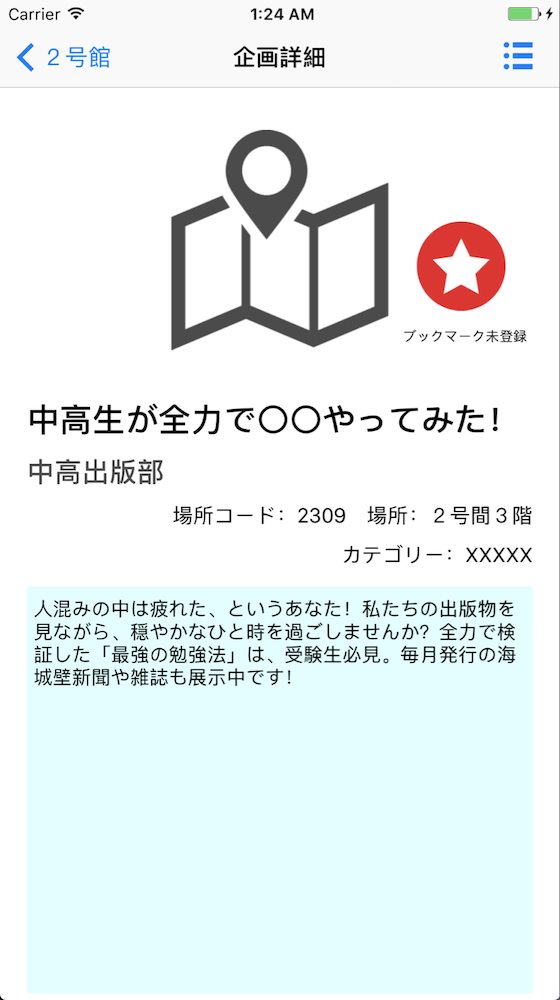 Carrier 1:24 AM
２号館 企画詳細
ブックマーク未登録
中高生が全力で〇〇やってみた！
中高出版部
場所コード：2309　場所：２号間３階
カテゴリー：XXXXX
人混みの中は疲れた、というあなた！私たちの出版物を
見ながら、穏やかなひと時を過ごしませんか？全力で検
証した「最強の勉強法」は、受験生必見。毎月発行の海
城壁新聞や雑誌も展示中です！